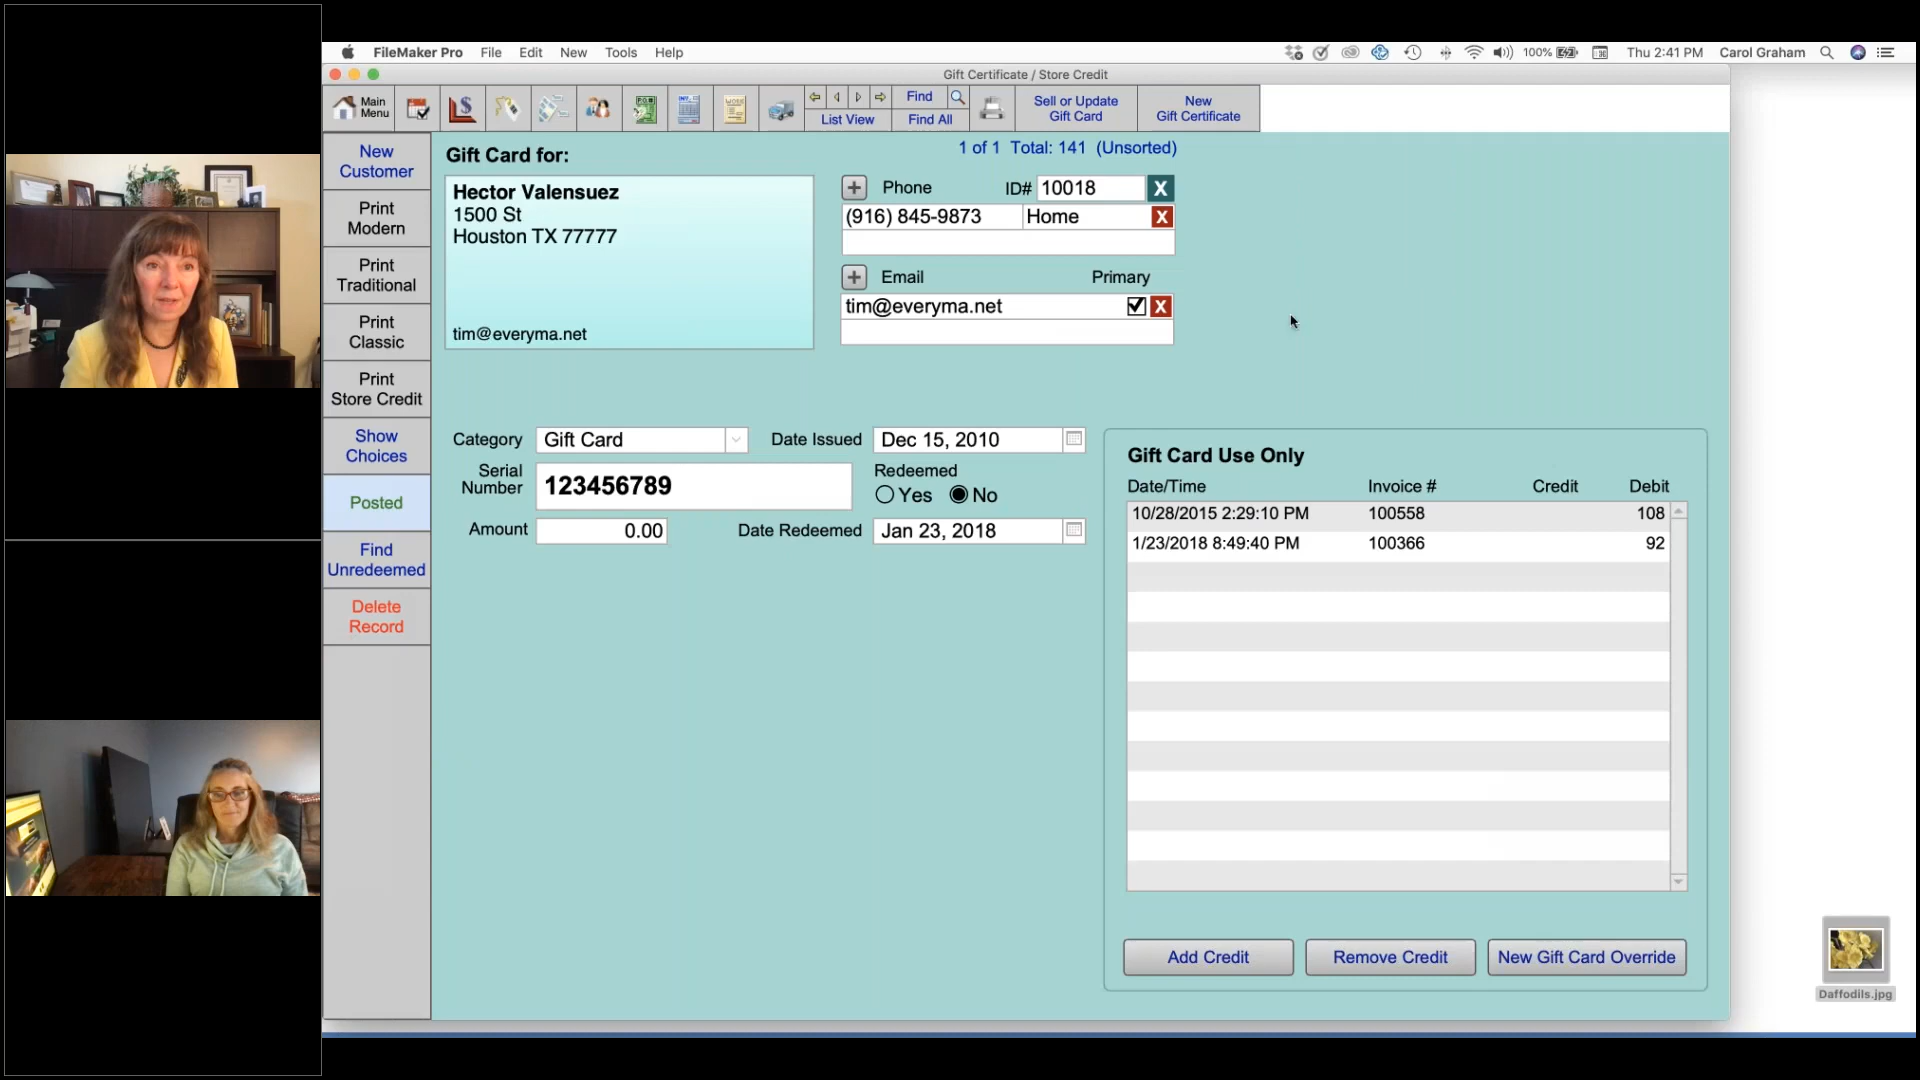 FileMaker Pro File Edit New Tools Help
100% Thu 2:41 PM Carol Graham
Gift Certificate / Store Credit
Main
Menu
Find
List View
Find All
Sell or Update
Gift Card
New
Gift Certificate
New
Customer
Print
Modern
Print
Traditional
Print
Classic
Print
Store Credit
Show
Choices
Posted
Find
Unredeemed
Delete
Record
Gift Card for:
1 of 1 Total: 141 (Unsorted)
Hector Valensuez
1500 St
Houston TX 77777
tim@everyma.net
+ Phone ID# 10018 X
(916) 845-9873 Home X
+ Email Primary
tim@everyma.net X
Category Gift Card Date Issued Dec 15, 2010
Serial
Number 123456789
Redeemed
Yes No
Amount 0.00 Date Redeemed Jan 23, 2018
Gift Card Use Only
Date/Time Invoice # Credit Debit
10/28/2015 2:29:10 PM 100558 108
1/23/2018 8:49:40 PM 100366 92
Add Credit Remove Credit New Gift Card Override
Daffodils.jpg